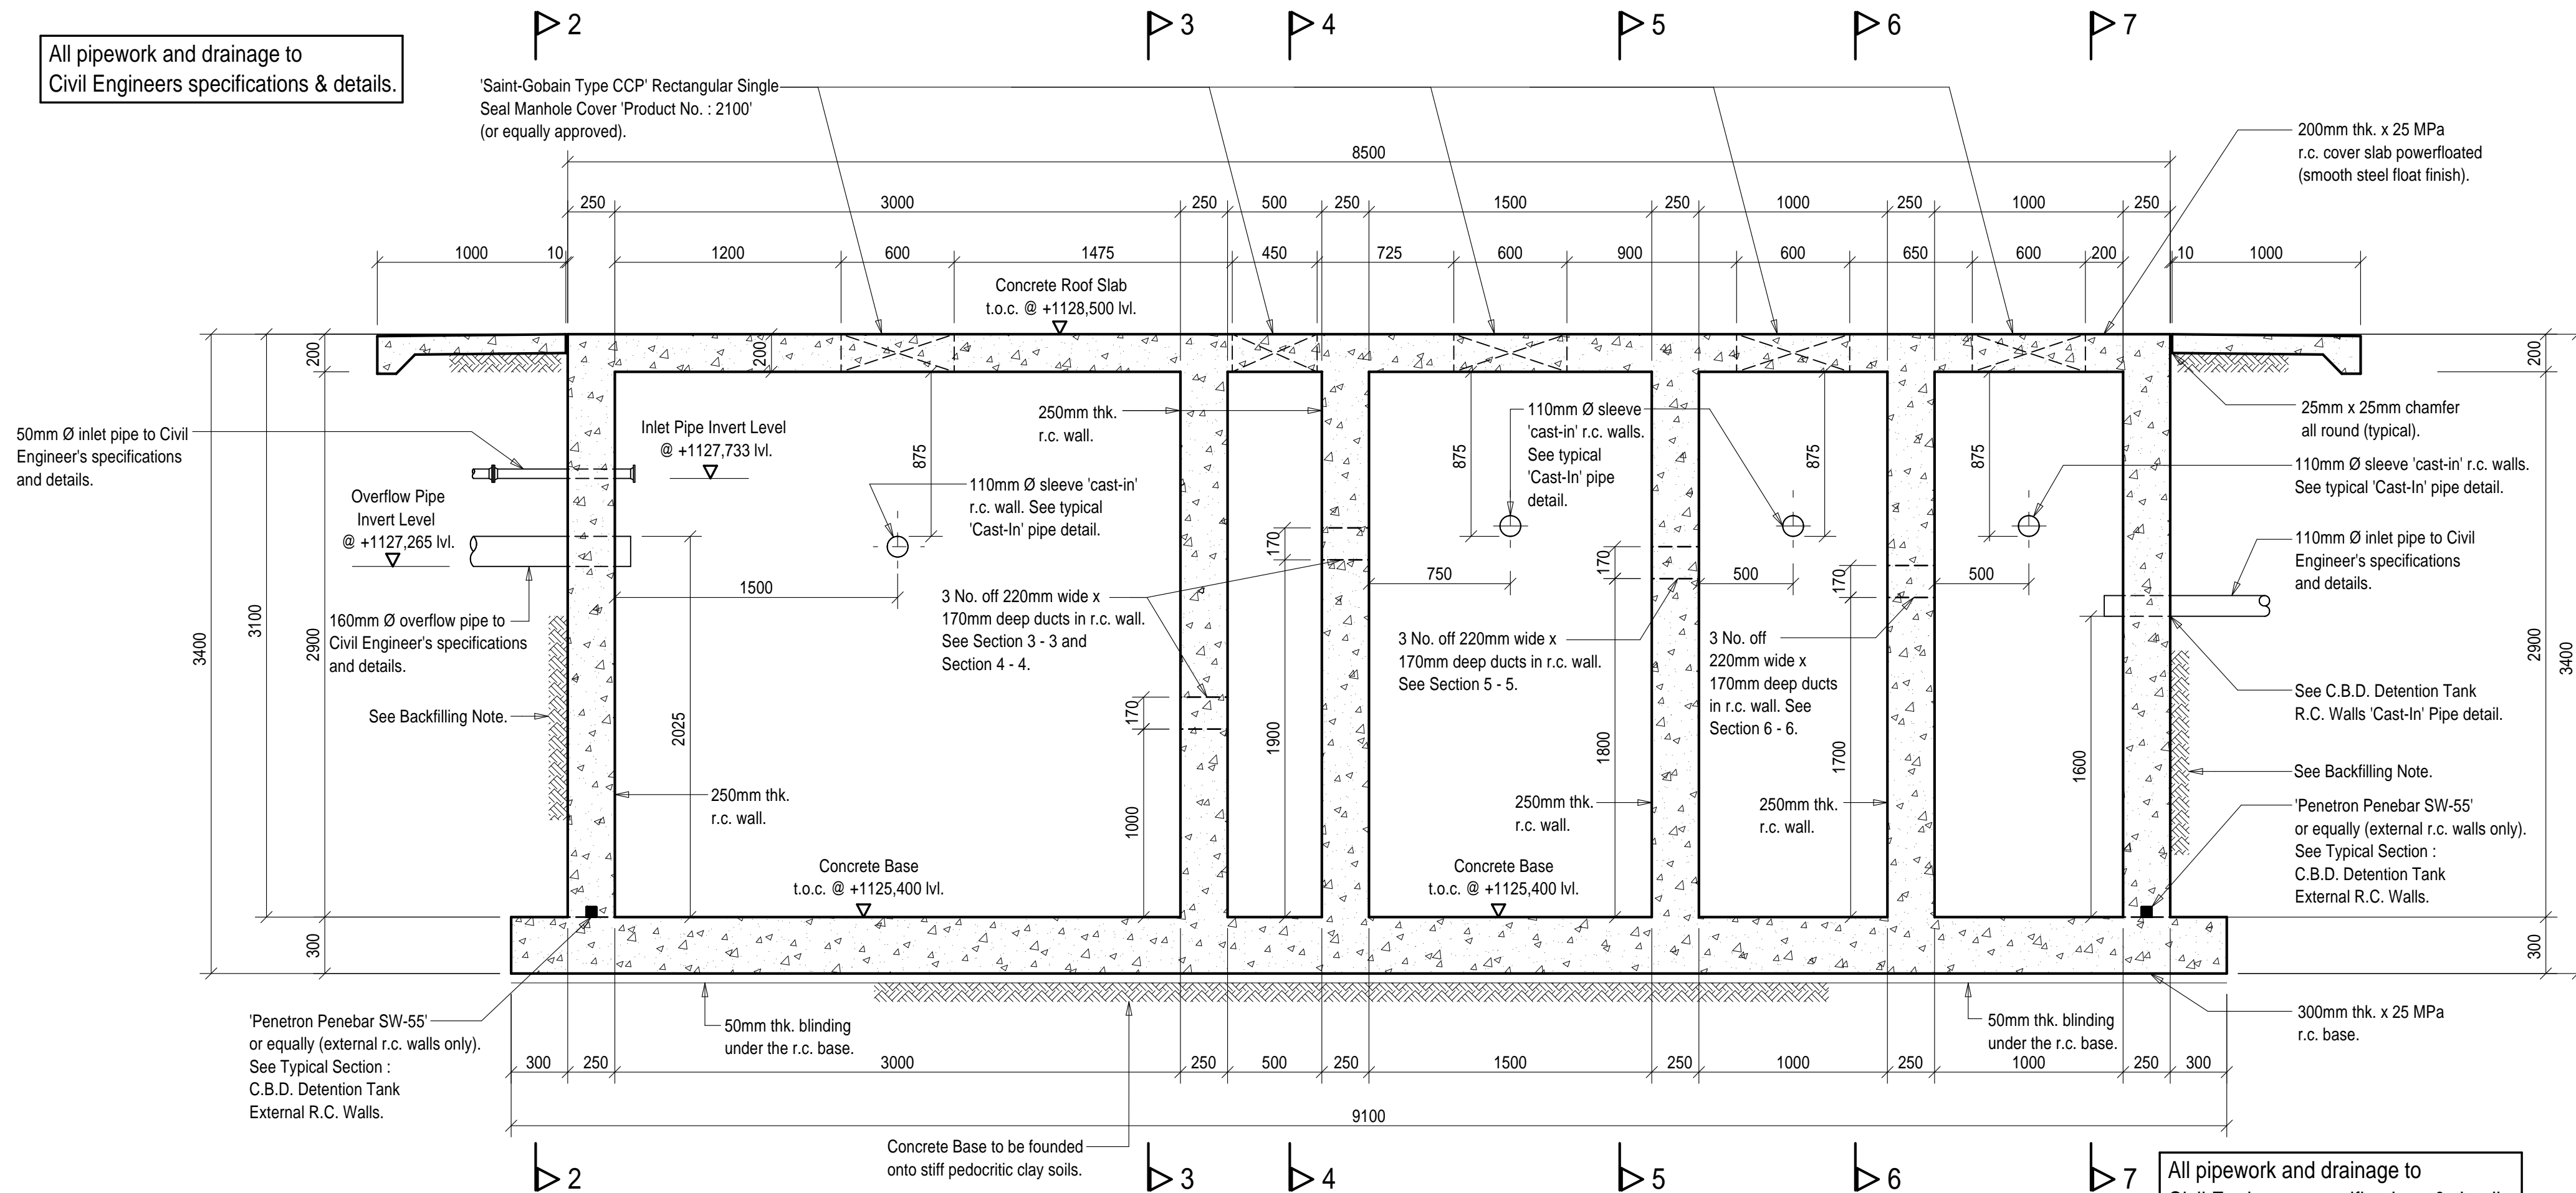 2
3
4
5
6
7
All pipework and drainage to
Civil Engineers specifications & details.
'Saint-Gobain Type CCP' Rectangular Single
Seal Manhole Cover 'Product No. : 2100'
(or equally approved).
200mm thk. x 25 MPa
r.c. cover slab powerfloated
(smooth steel float finish).
8500
250 3000 250 500 250 1500 250 1000 250 1000 250
1000 10 1200 600 1475 450 725 600 900 600 650 600 200 10 1000
Concrete Roof Slab
t.o.c. @ +1128,500 lvl.
200
200
200
50mm Ø inlet pipe to Civil
Engineer's specifications
and details.
Inlet Pipe Invert Level
@ +1127,733 lvl.
Overflow Pipe
Invert Level
@ +1127,265 lvl.
160mm Ø overflow pipe to
Civil Engineer's specifications
and details.
See Backfilling Note.
3400
3100
2900
300
2025
1500
875
250mm thk.
r.c. wall.
110mm Ø sleeve 'cast-in'
r.c. wall. See typical
'Cast-In' pipe detail.
3 No. off 220mm wide x
170mm deep ducts in r.c. wall.
See Section 3 - 3 and
Section 4 - 4.
250mm thk.
r.c. wall.
170
1000
170
1900
875
750
110mm Ø sleeve
'cast-in' r.c. walls.
See typical
'Cast-In' pipe
detail.
3 No. off 220mm wide x
170mm deep ducts in r.c. wall.
See Section 5 - 5.
250mm thk.
r.c. wall.
170
1800
875
500
3 No. off
220mm wide x
170mm deep ducts
in r.c. wall. See
Section 6 - 6.
250mm thk.
r.c. wall.
170
1700
875
500
1600
25mm x 25mm chamfer
all round (typical).
110mm Ø sleeve 'cast-in' r.c. walls.
See typical 'Cast-In' pipe detail.
110mm Ø inlet pipe to Civil
Engineer's specifications
and details.
See C.B.D. Detention Tank
R.C. Walls 'Cast-In' Pipe detail.
See Backfilling Note.
'Penetron Penebar SW-55'
or equally (external r.c. walls only).
See Typical Section :
C.B.D. Detention Tank
External R.C. Walls.
2900
3400
300
Concrete Base
t.o.c. @ +1125,400 lvl.
Concrete Base
t.o.c. @ +1125,400 lvl.
'Penetron Penebar SW-55'
or equally (external r.c. walls only).
See Typical Section :
C.B.D. Detention Tank
External R.C. Walls.
50mm thk. blinding
under the r.c. base.
50mm thk. blinding
under the r.c. base.
300mm thk. x 25 MPa
r.c. base.
300 250 3000 250 500 250 1500 250 1000 250 1000 250 300
9100
Concrete Base to be founded
onto stiff pedocritic clay soils.
2
3
4
5
6
7
All pipework and drainage to